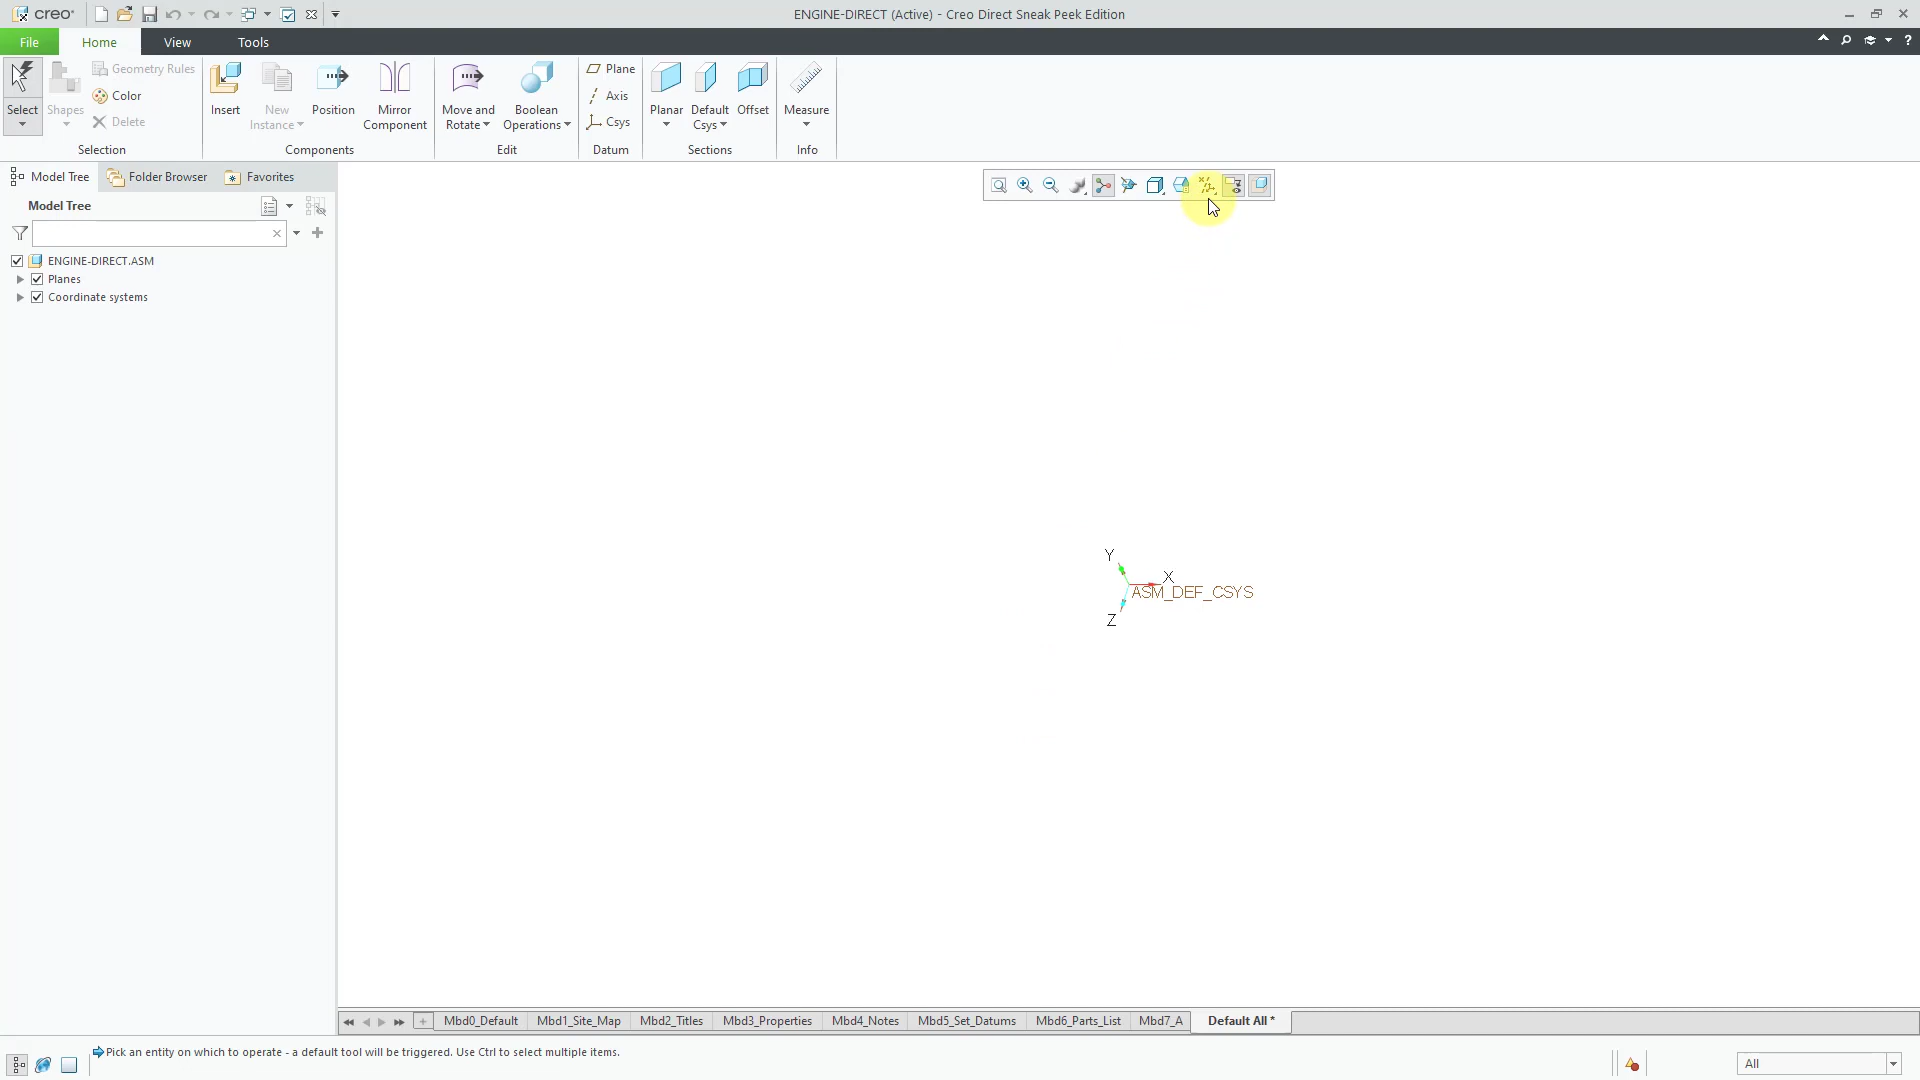 creo
ENGINE-DIRECT (Active) - Creo Direct Sneak Peek Edition
File
Home
View
Tools
Select
Shapes
Geometry Rules
Color
Delete
Selection
Insert
New Instance
Position
Mirror Component
Components
Move and Rotate
Boolean Operations
Edit
Plane
Axis
Csys
Datum
Planar
Default Csys
Offset
Sections
Measure
Info
Model Tree
Folder Browser
Favorites
Model Tree
ENGINE-DIRECT.ASM
Planes
Coordinate systems
Y
X
ASM_DEF_CSYS
Z
Mbd0_Default
Mbd1_Site_Map
Mbd2_Titles
Mbd3_Properties
Mbd4_Notes
Mbd5_Set_Datums
Mbd6_Parts_List
Mbd7_A
Default All *
Pick an entity on which to operate - a default tool will be triggered. Use Ctrl to select multiple items.
All